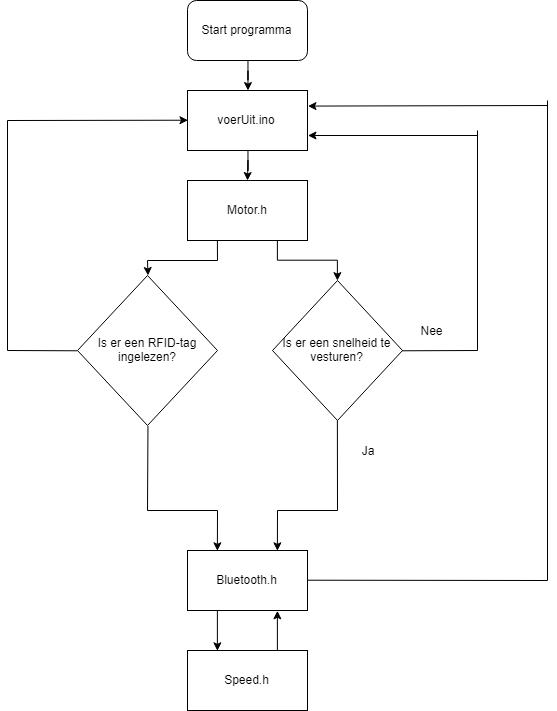 Start programma
voerUit.ino
Motor.h
Is er een RFID-tag
ingelezen?
Is er een snelheid te
vesturen?
Nee
Ja
Bluetooth.h
Speed.h